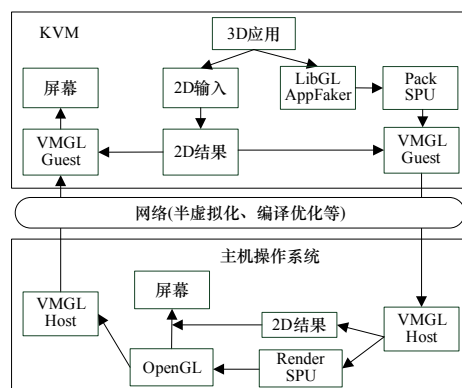 KVM
3D应用
屏幕
2D输入
LibGL
AppFaker
Pack
SPU
VMGL
Guest
2D结果
VMGL
Guest
网络(半虚拟化、编译优化等)
主机操作系统
屏幕
VMGL
Host
2D结果
VMGL
Host
OpenGL
Render
SPU